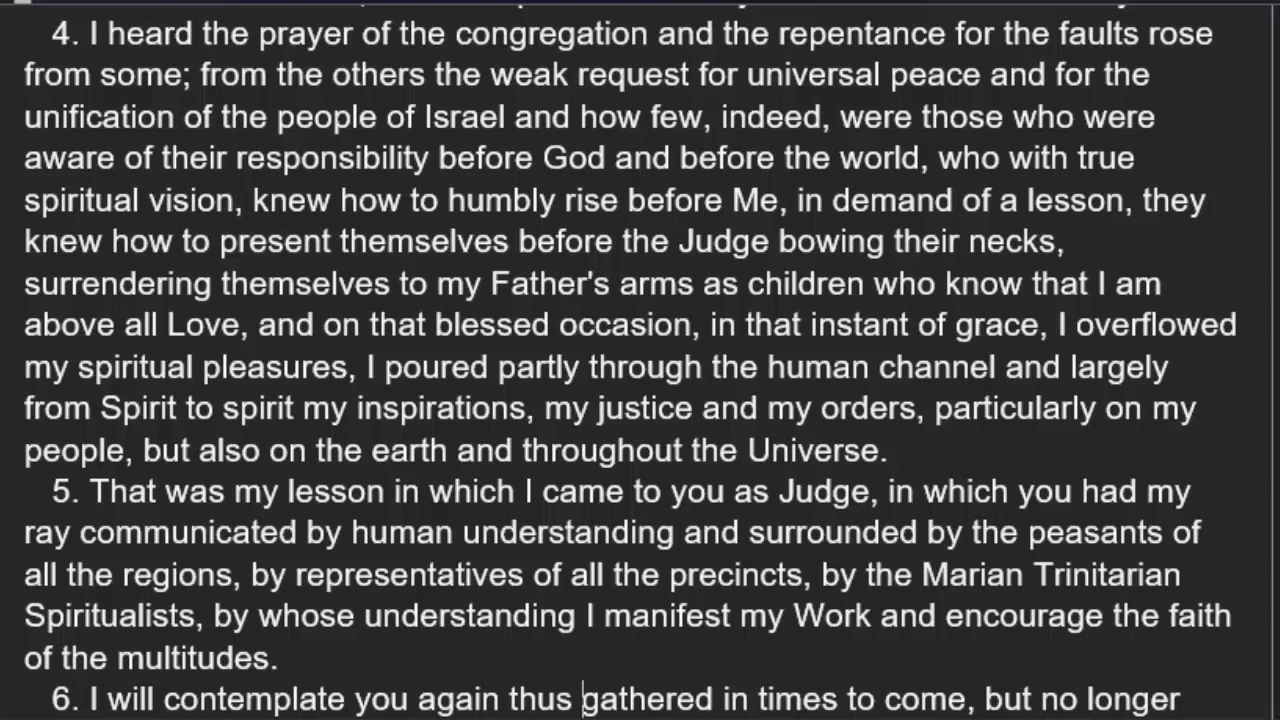 4. I heard the prayer of the congregation and the repentance for the faults rose
from some; from the others the weak request for universal peace and for the
unification of the people of Israel and how few, indeed, were those who were
aware of their responsibility before God and before the world, who with true
spiritual vision, knew how to humbly rise before Me, in demand of a lesson, they
knew how to present themselves before the Judge bowing their necks,
surrendering themselves to my Father's arms as children who know that I am
above all Love, and on that blessed occasion, in that instant of grace, I overflowed
my spiritual pleasures, I poured partly through the human channel and largely
from Spirit to spirit my inspirations, my justice and my orders, particularly on my
people, but also on the earth and throughout the Universe.
5. That was my lesson in which I came to you as Judge, in which you had my
ray communicated by human understanding and surrounded by the peasants of
all the regions, by representatives of all the precincts, by the Marian Trinitarian
Spiritualists, by whose understanding I manifest my Work and encourage the faith
of the multitudes.
6. I will contemplate you again thus gathered in times to come, but no longer